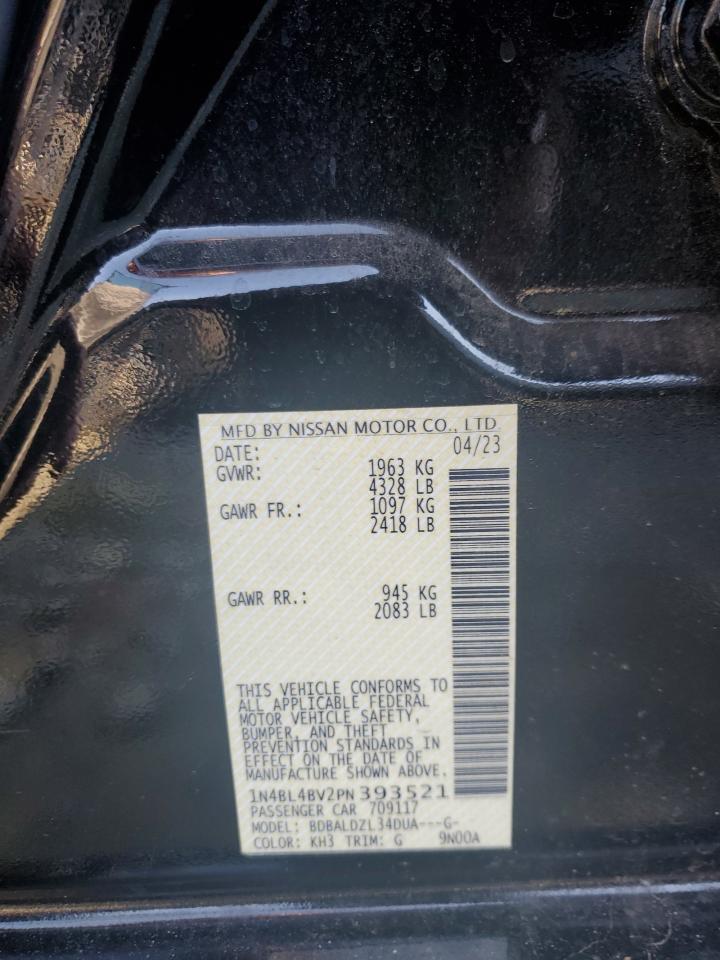 MFD BY NISSAN MOTOR CO., LTD
DATE: 04/23
GVWR: 1963 KG
4328 LB
GAWR FR.: 1097 KG
2418 LB
GAWR RR.: 945 KG
2083 LB
THIS VEHICLE CONFORMS TO
ALL APPLICABLE FEDERAL
MOTOR VEHICLE SAFETY,
BUMPER, AND THEFT
PREVENTION STANDARDS IN
EFFECT ON THE DATE OF
MANUFACTURE SHOWN ABOVE.
1N4BL4BV2PN393521
PASSENGER CAR 709117
MODEL: BDBALDZL34DUA---G-
COLOR: KH3 TRIM: G 9N00A